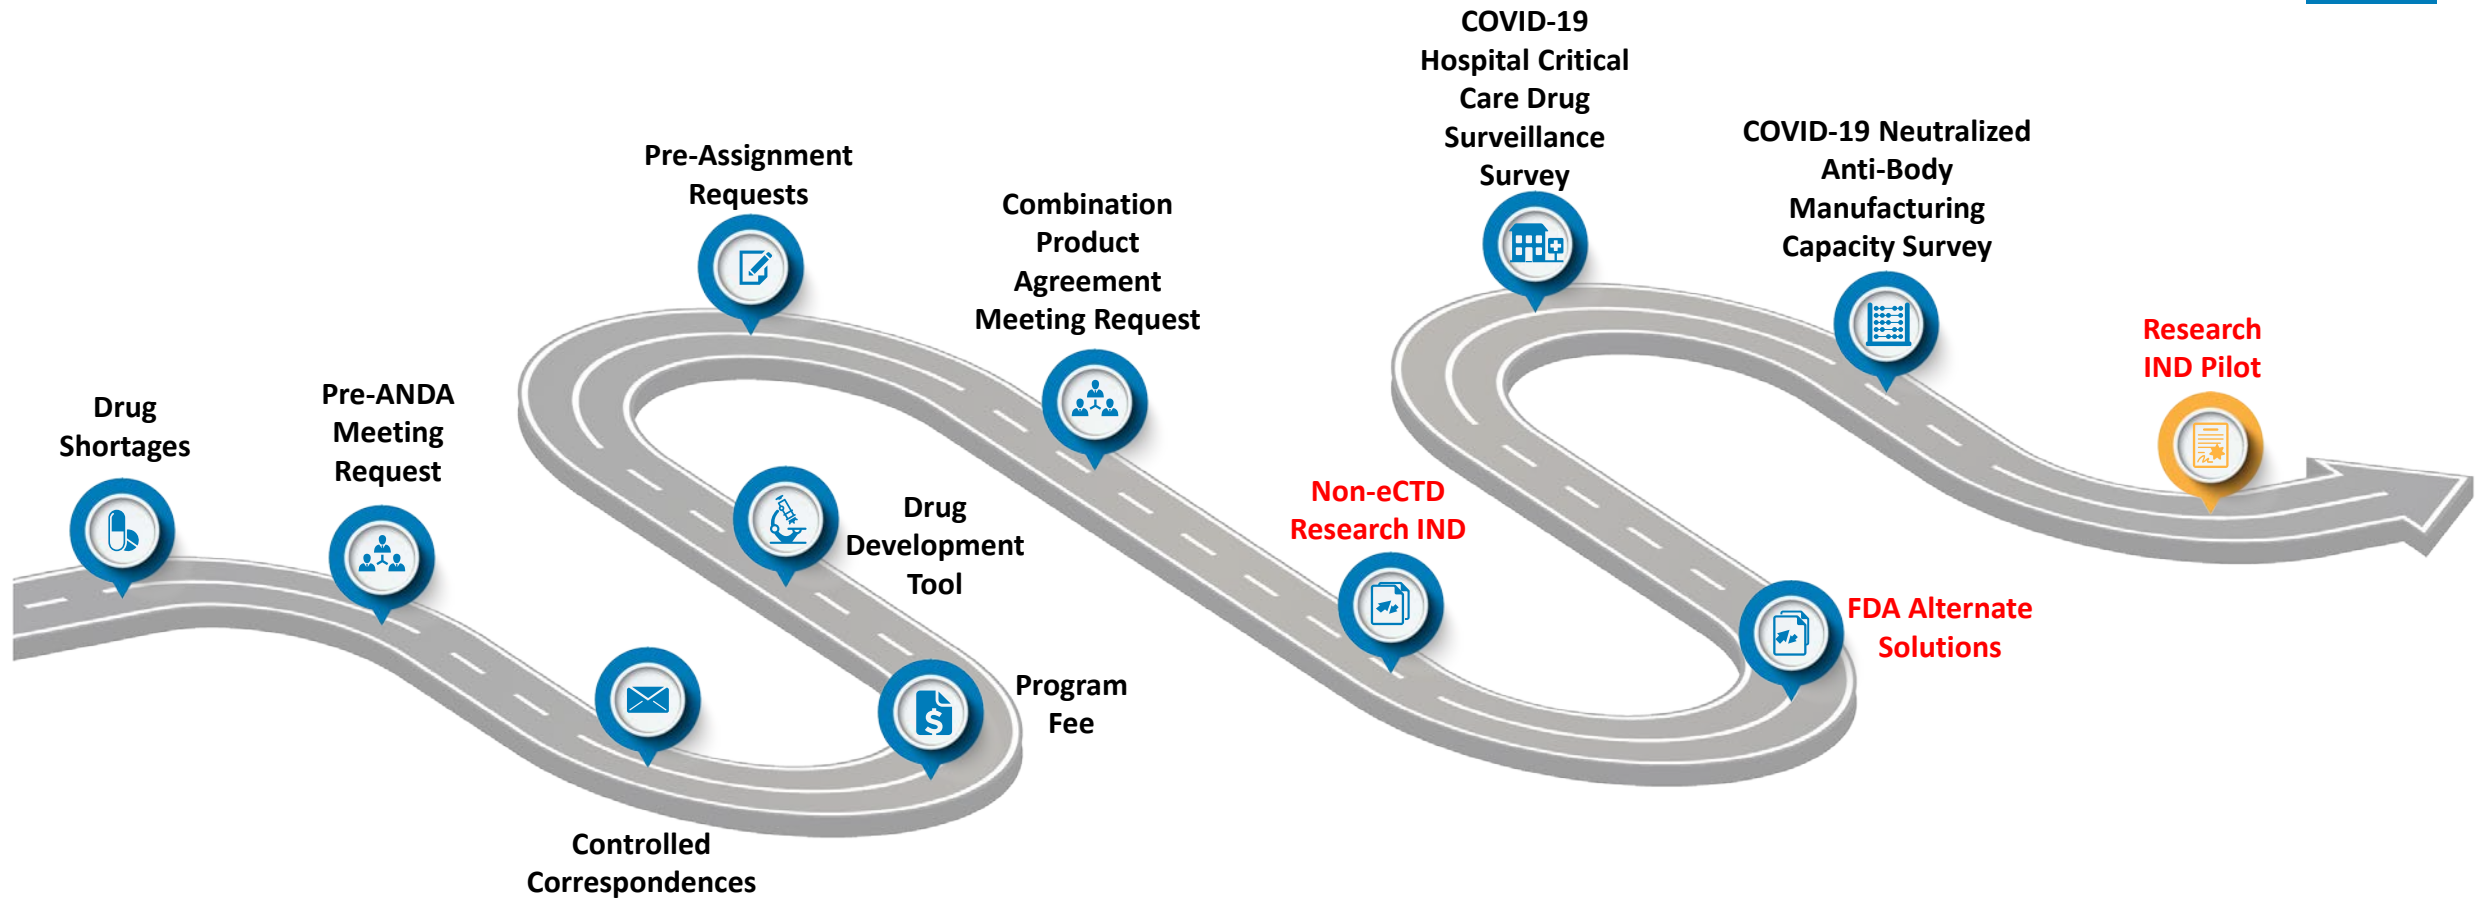 Drug
Shortages
Pre-ANDA
Meeting
Request
Controlled
Correspondences
Program
Fee
Drug
Development
Tool
Pre-Assignment
Requests
Combination
Product
Agreement
Meeting Request
Non-eCTD
Research IND
FDA Alternate
Solutions
COVID-19
Hospital Critical
Care Drug
Surveillance
Survey
COVID-19 Neutralized
Anti-Body
Manufacturing
Capacity Survey
Research
IND Pilot